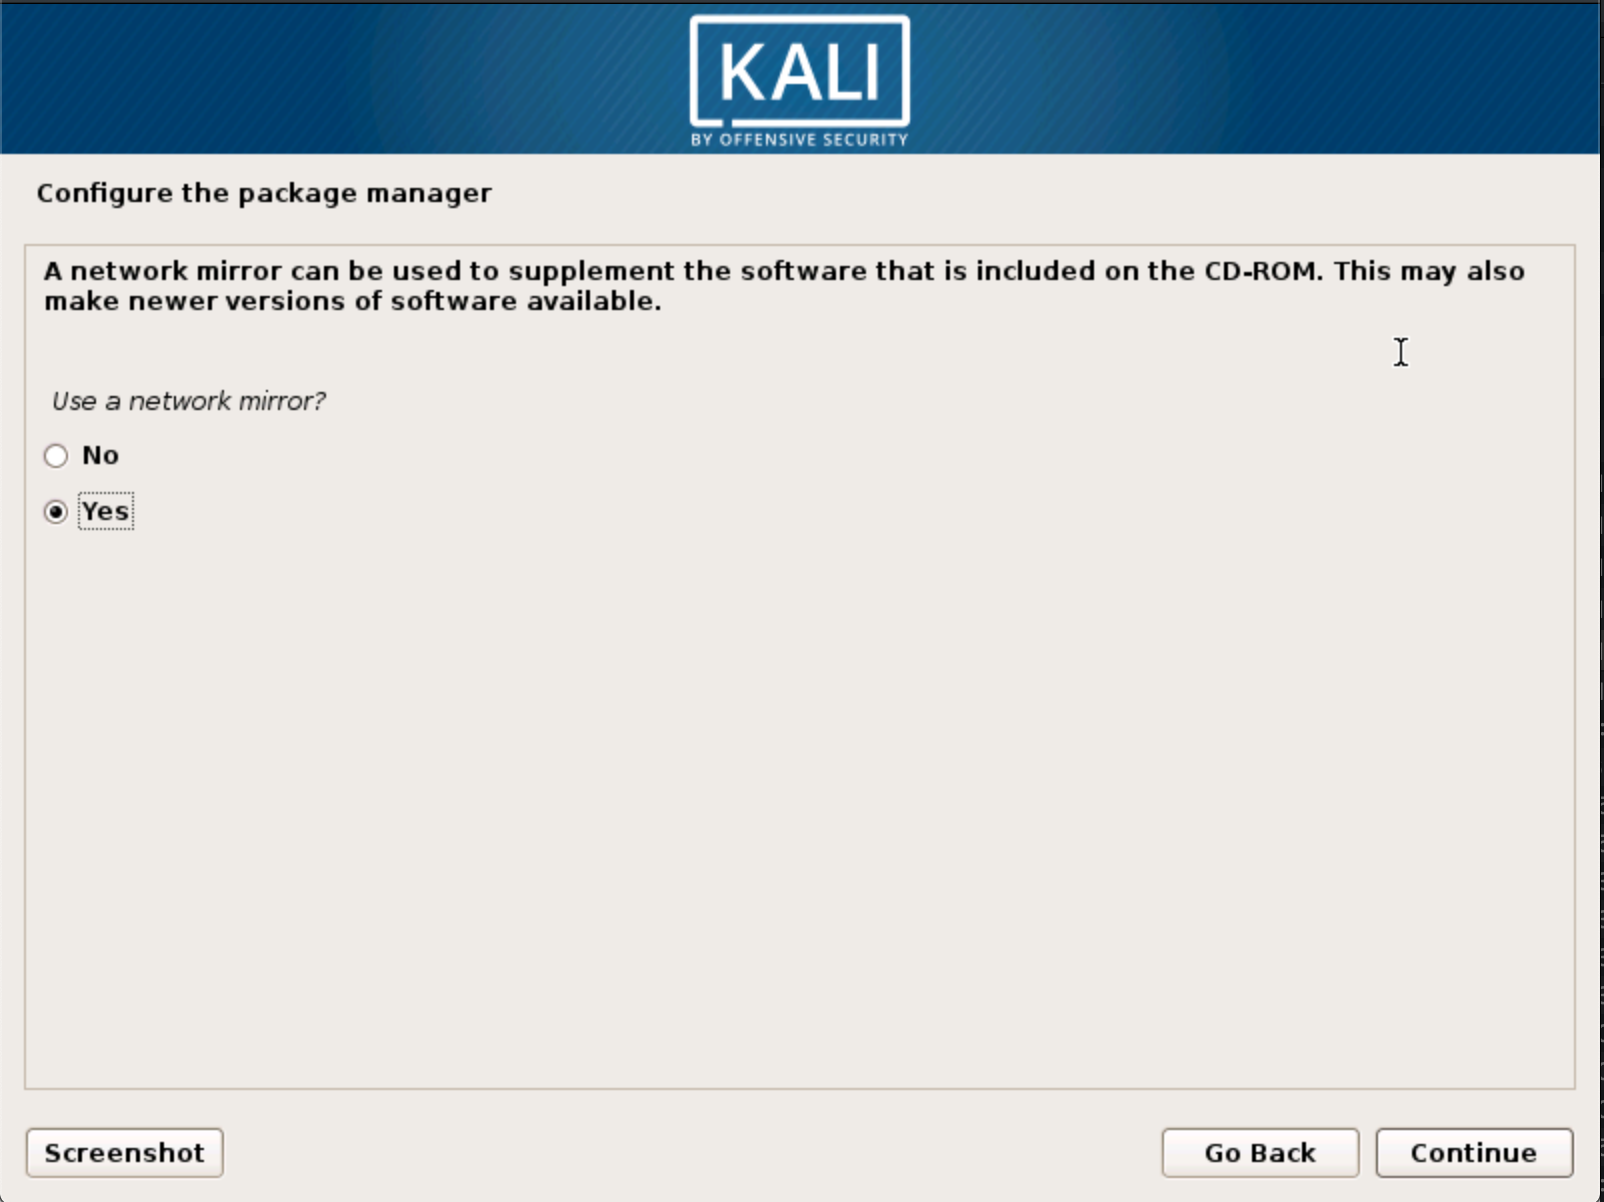 KALI
BY OFFENSIVE SECURITY
Configure the package manager
A network mirror can be used to supplement the software that is included on the CD-ROM. This may also
make newer versions of software available.
Use a network mirror?
No
Yes
Screenshot
Go Back
Continue